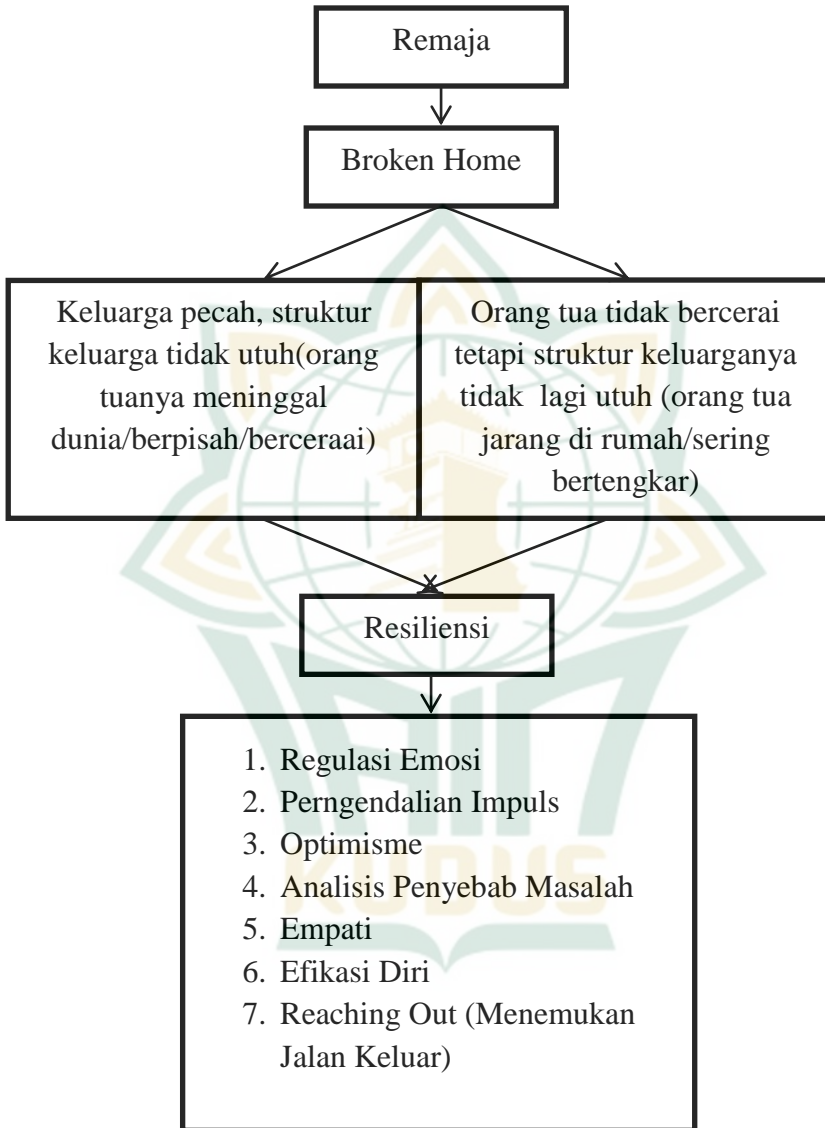 Remaja
Broken Home
Keluarga pecah, struktur
keluarga tidak utuh(orang
tuanya meninggal
dunia/berpisah/berceraai)
Orang tua tidak bercerai
tetapi struktur keluarganya
tidak lagi utuh (orang tua
jarang di rumah/sering
bertengkar)
Resiliensi
1. Regulasi Emosi
2. Perngendalian Impuls
3. Optimisme
4. Analisis Penyebab Masalah
5. Empati
6. Efikasi Diri
7. Reaching Out (Menemukan
Jalan Keluar)
IAIN
KUDUS